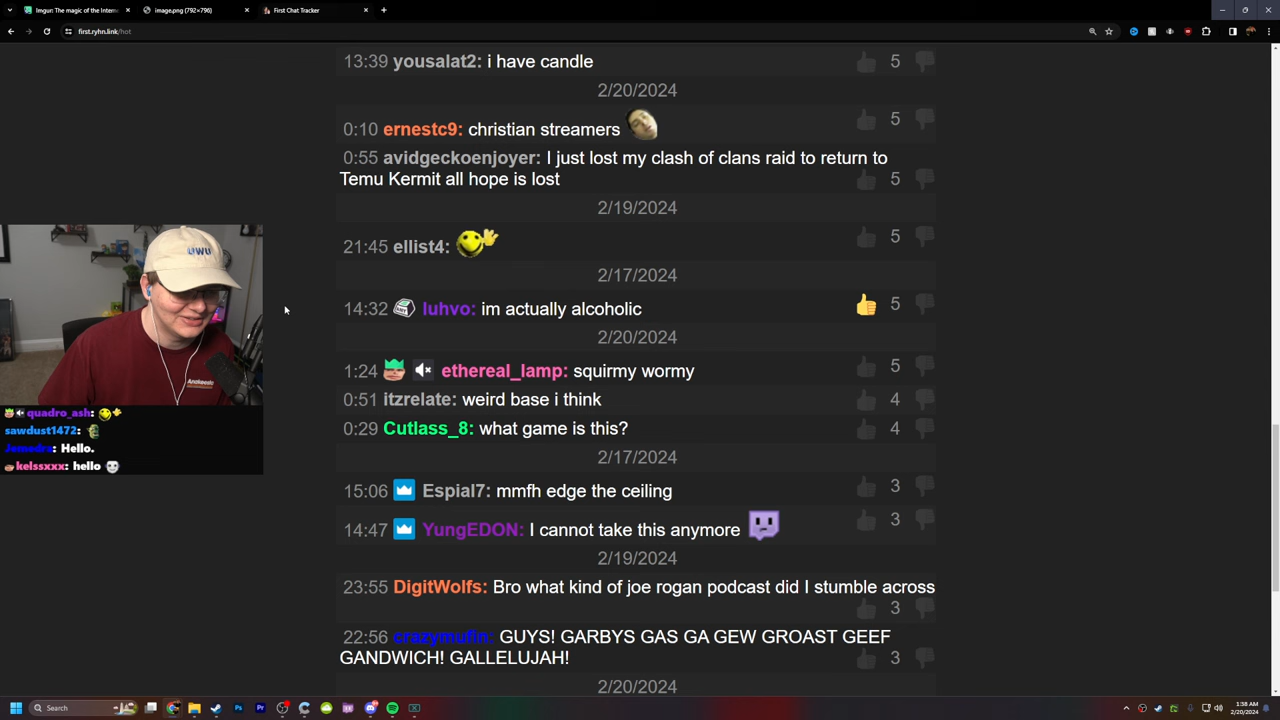 Imgur: The magic of the Interne
image.png (792×796)
First Chat Tracker
first.ryhn.link/hot
13:39 yousalat2: i have candle 5
2/20/2024
0:10 ernestc9: christian streamers 5
0:55 avidgeckoenjoyer: I just lost my clash of clans raid to return to
Temu Kermit all hope is lost 5
2/19/2024
21:45 ellist4: 5
2/17/2024
14:32 luhvo: im actually alcoholic 5
2/20/2024
1:24 ethereal_lamp: squirmy wormy 5
0:51 itzrelate: weird base i think 4
0:29 Cutlass_8: what game is this? 4
2/17/2024
15:06 Espial7: mmfh edge the ceiling 3
14:47 YungEDON: I cannot take this anymore 3
2/19/2024
23:55 DigitWolfs: Bro what kind of joe rogan podcast did I stumble across
3
22:56 crazymufin: GUYS! GARBYS GAS GA GEW GROAST GEEF
GANDWICH! GALLELUJAH! 3
2/20/2024
UWU
quadro_ash:
sawdust1472:
Hello.
kelssxxx: hello
Search
1:38 AM
2/20/2024